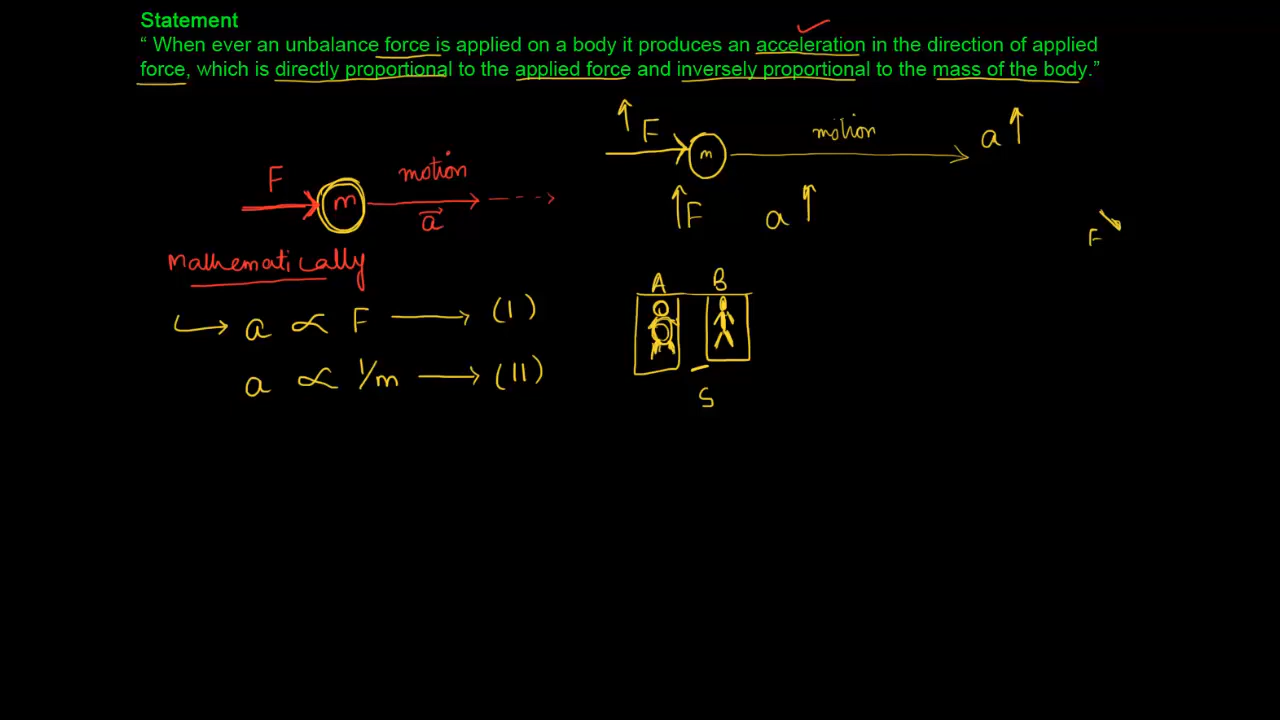 Statement
“ When ever an unbalance force is applied on a body it produces an acceleration in the direction of applied
force, which is directly proportional to the applied force and inversely proportional to the mass of the body.”
↑ F m motion a ↑
F m motion a⃗
↑ F a ↑
F
Mathematically
A B
a ∝ F ⟶ (I)
a ∝ 1/m ⟶ (II)
S